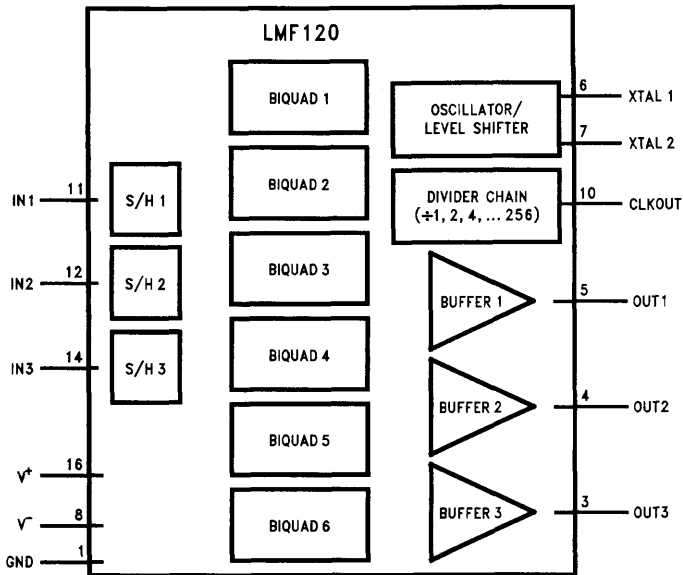 LMF120
BIQUAD 1
BIQUAD 2
BIQUAD 3
BIQUAD 4
BIQUAD 5
BIQUAD 6
OSCILLATOR/
LEVEL SHIFTER
6
XTAL 1
7
XTAL 2
DIVIDER CHAIN
(÷1, 2, 4, ... 256)
10
CLKOUT
IN1
11
S/H 1
IN2
12
S/H 2
IN3
14
S/H 3
BUFFER 1
5
OUT1
BUFFER 2
4
OUT2
BUFFER 3
3
OUT3
V+
16
V-
8
GND
1